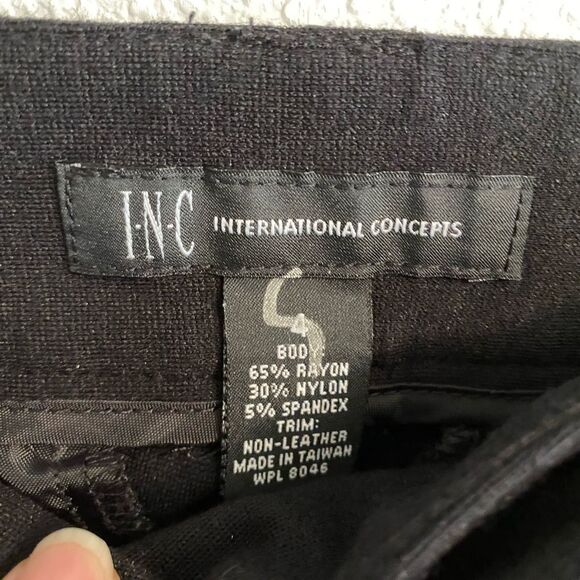 I·N·C INTERNATIONAL CONCEPTS
4
BODY
65% RAYON
30% NYLON
5% SPANDEX
TRIM:
NON-LEATHER
MADE IN TAIWAN
WPL 8046